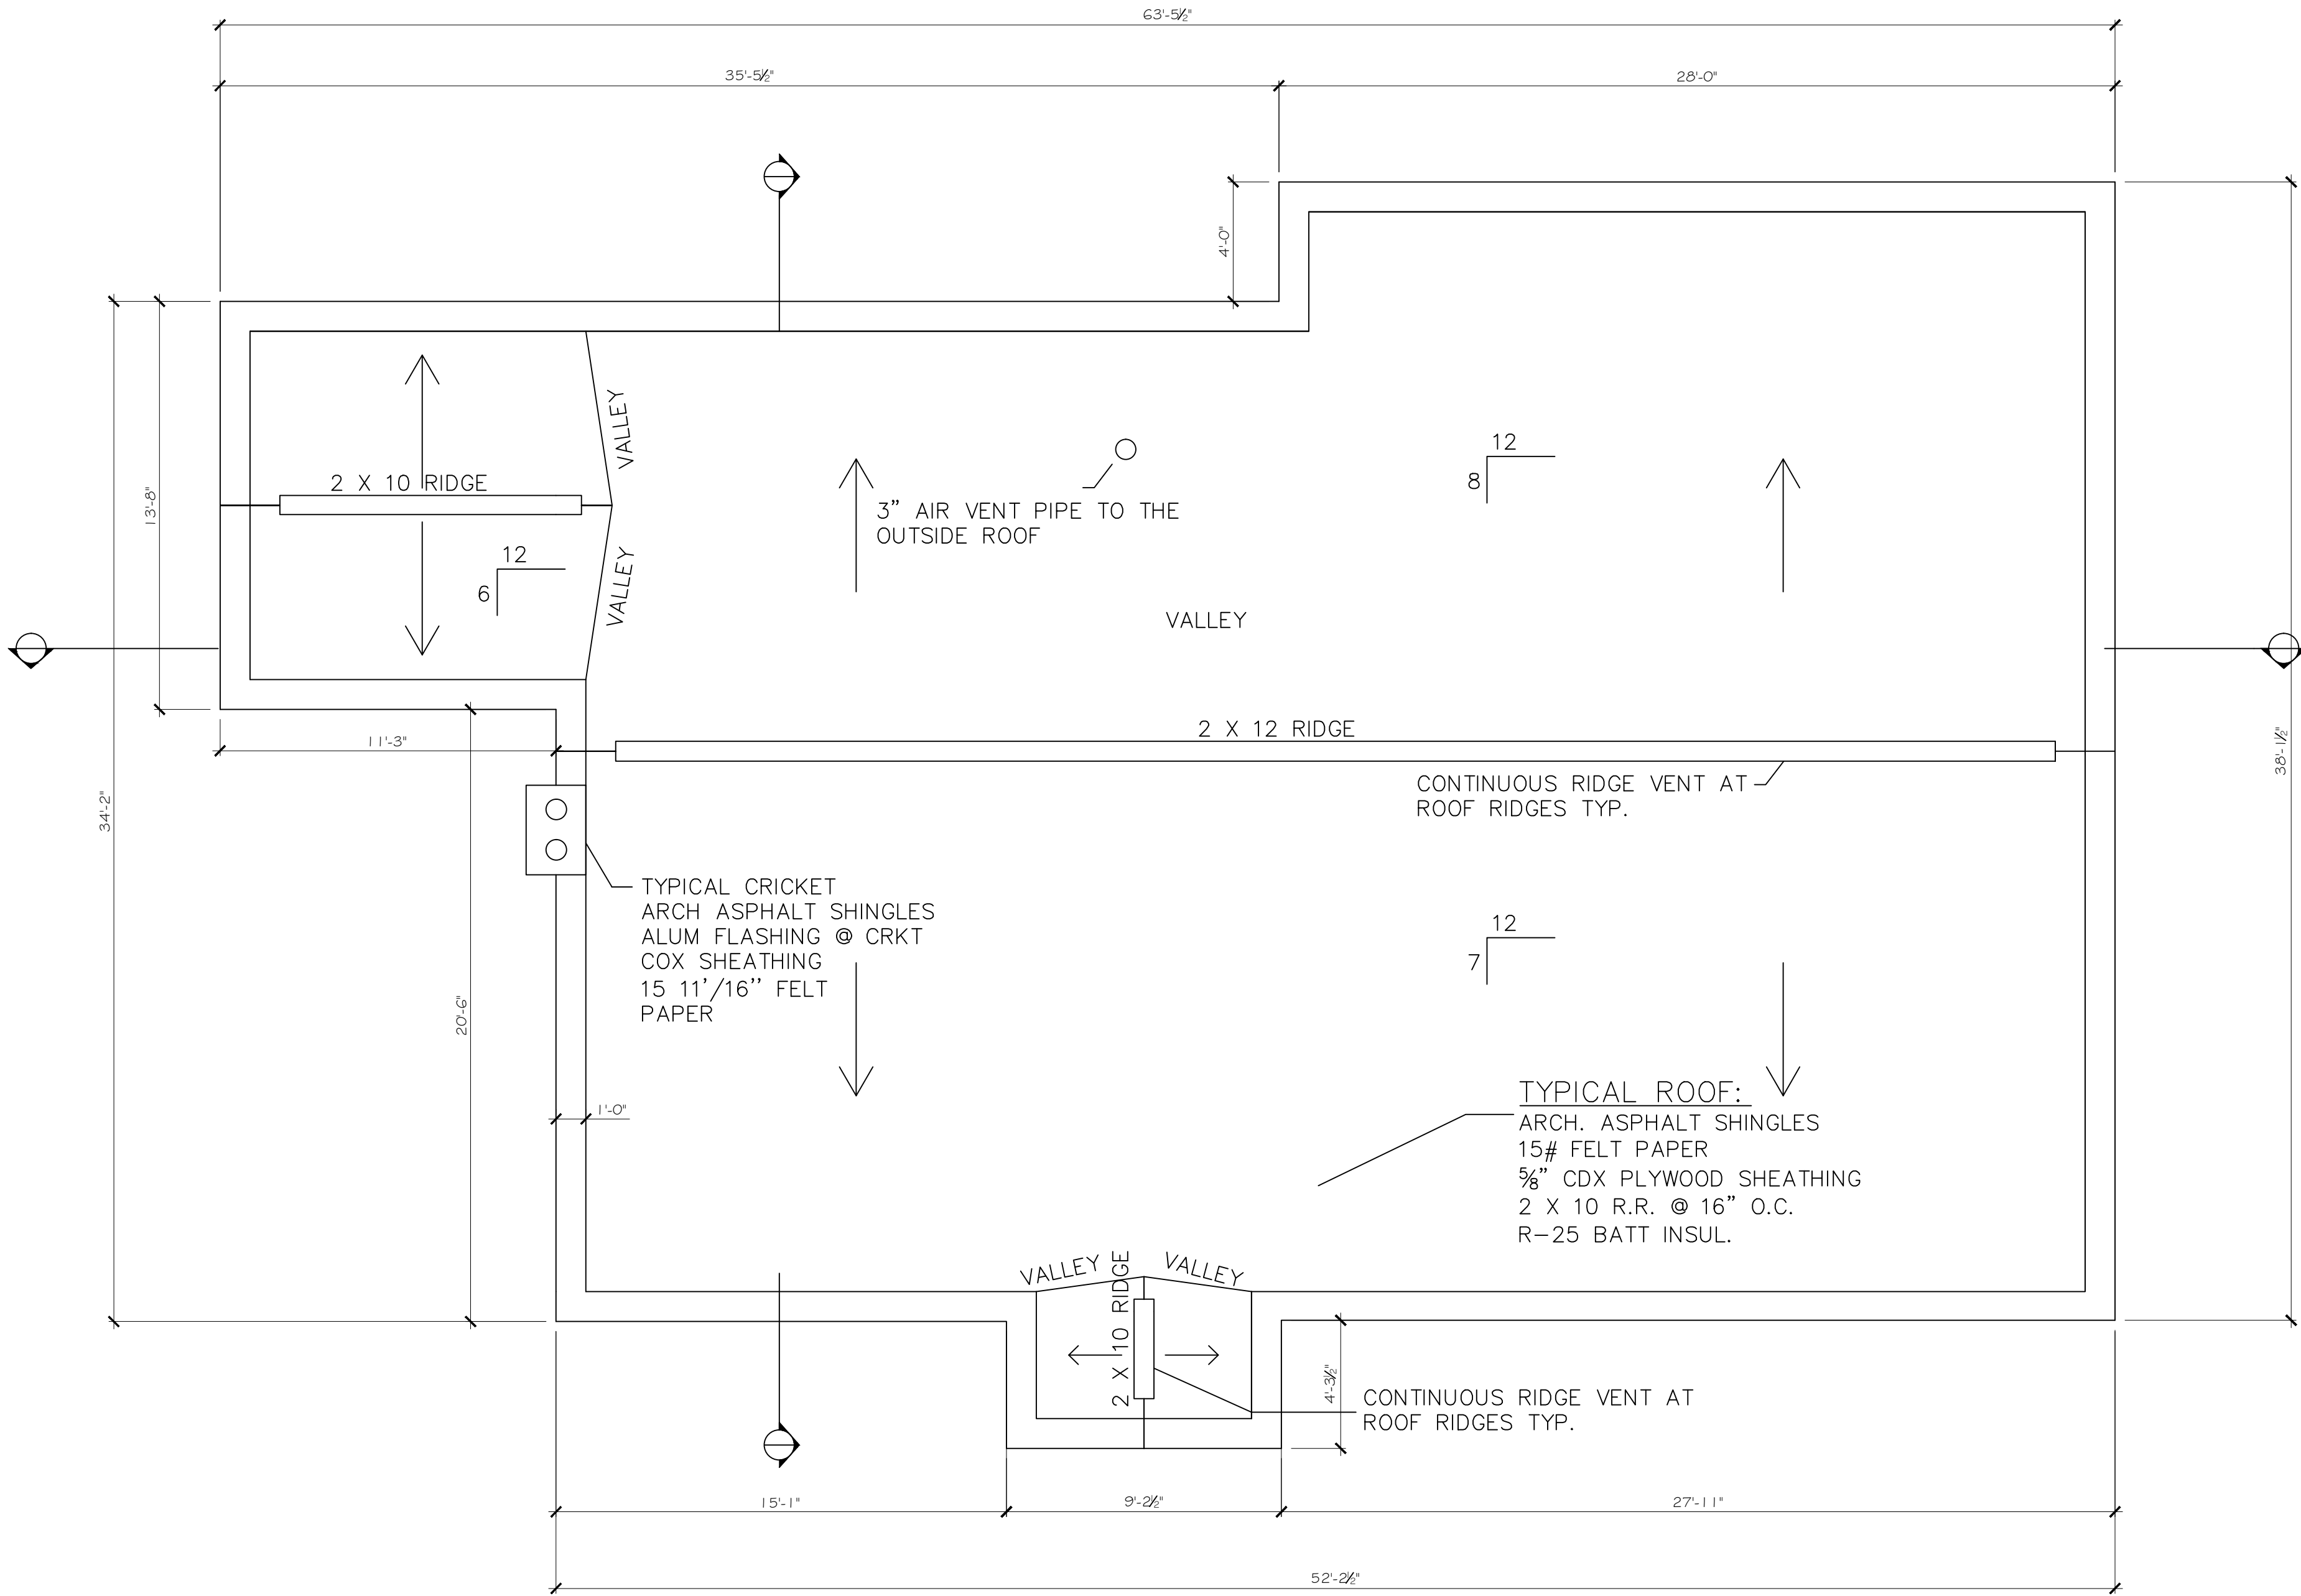 63'-5½"
35'-5½"
28'-0"
4'-0"
VALLEY
12
8
2 X 10 RIDGE
3” AIR VENT PIPE TO THE
OUTSIDE ROOF
13'-8"
12
6
VALLEY
VALLEY
2 X 12 RIDGE
11'-3"
38'-1½"
CONTINUOUS RIDGE VENT AT
ROOF RIDGES TYP.
34'-2"
TYPICAL CRICKET
ARCH ASPHALT SHINGLES
ALUM FLASHING @ CRKT
COX SHEATHING
15 11’/16’’ FELT
PAPER
12
7
20'-6"
1'-0"
TYPICAL ROOF:
ARCH. ASPHALT SHINGLES
15# FELT PAPER
⅝” CDX PLYWOOD SHEATHING
2 X 10 R.R. @ 16” O.C.
R-25 BATT INSUL.
VALLEY
2 X 10 RIDGE
VALLEY
4'-3½"
CONTINUOUS RIDGE VENT AT
ROOF RIDGES TYP.
15'-1"
9'-2½"
27'-11"
52'-2½"